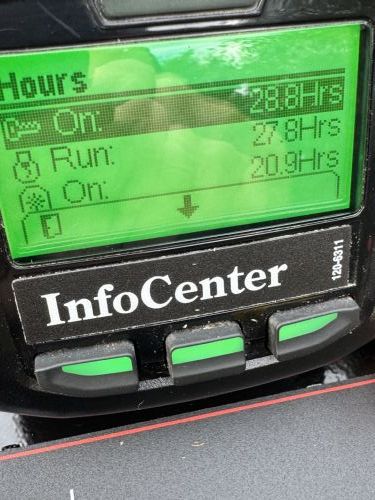 Hours
On: 28.8Hrs
Run: 27.8Hrs
On: 20.9Hrs
InfoCenter
120-6311